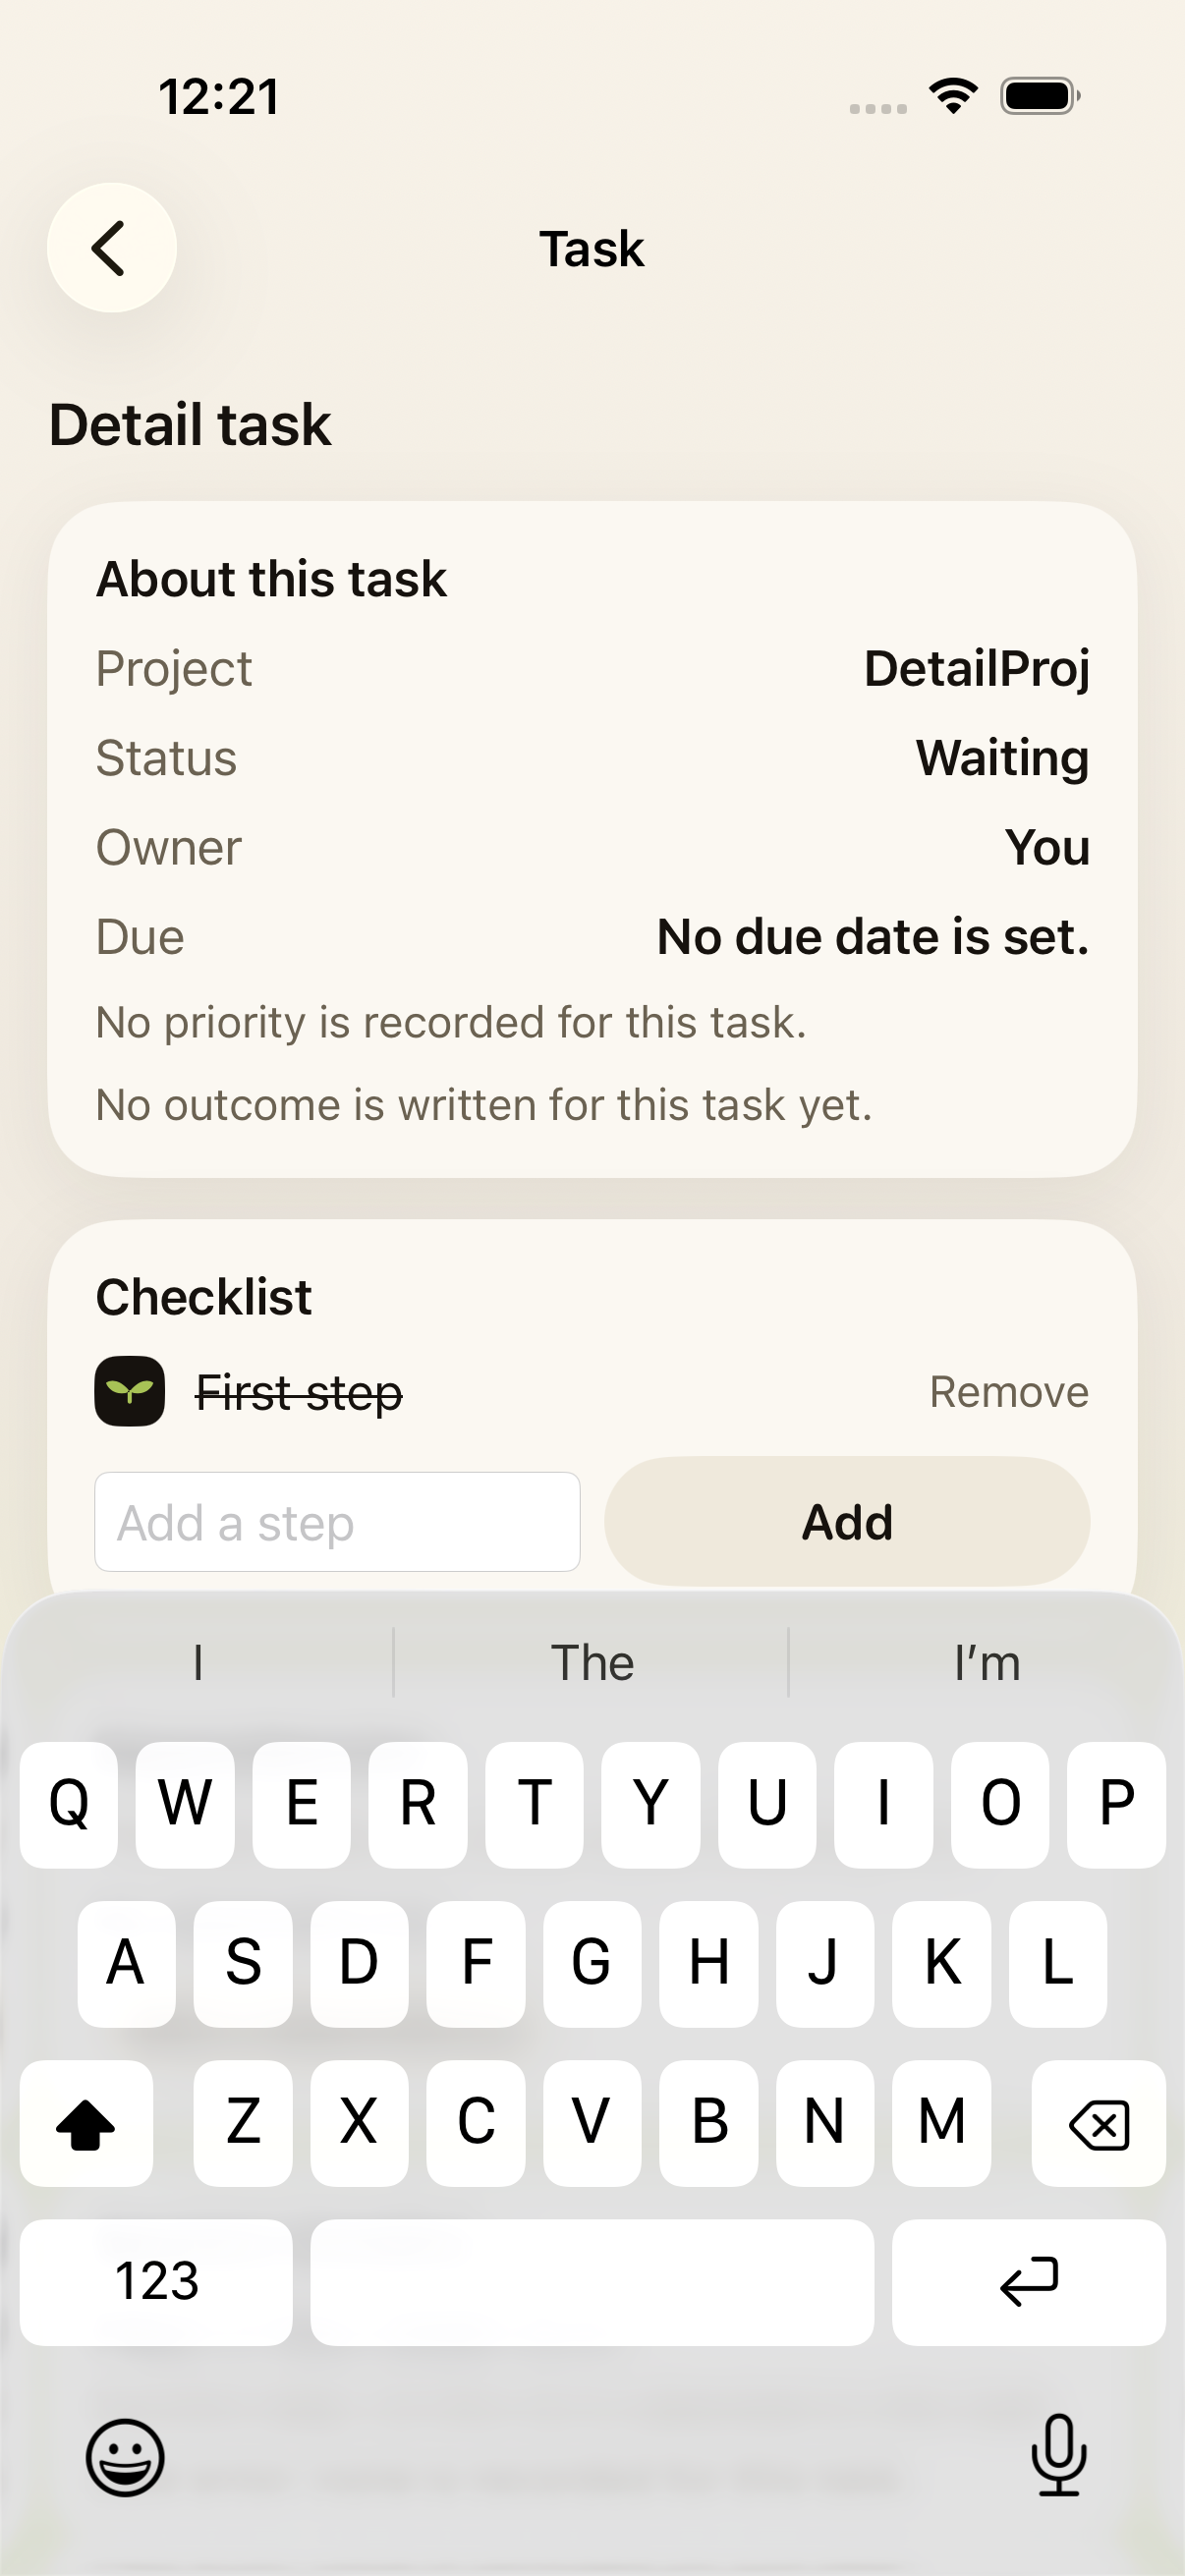 12:21
Task
Detail task
About this task
Project DetailProj
Status Waiting
Owner You
Due No due date is set.
No priority is recorded for this task.
No outcome is written for this task yet.
Checklist
First step Remove
Add a step Add
I The I’m
Q W E R T Y U I O P
A S D F G H J K L
Z X C V B N M
123